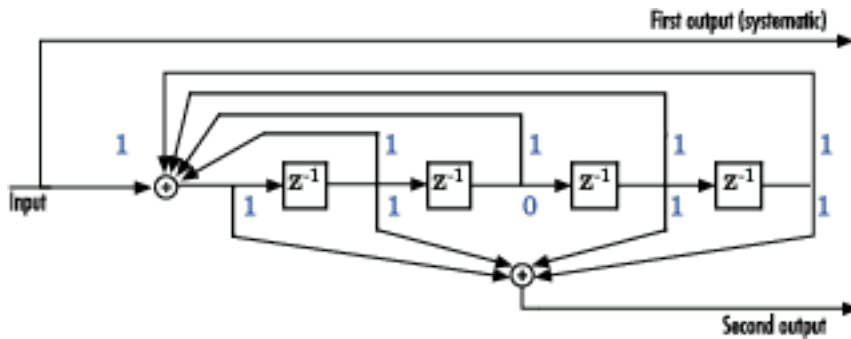 First output (systematic)
1 1 1 1 1
Z⁻¹ Z⁻¹ Z⁻¹ Z⁻¹
Input
1 1 0 1 1
Second output